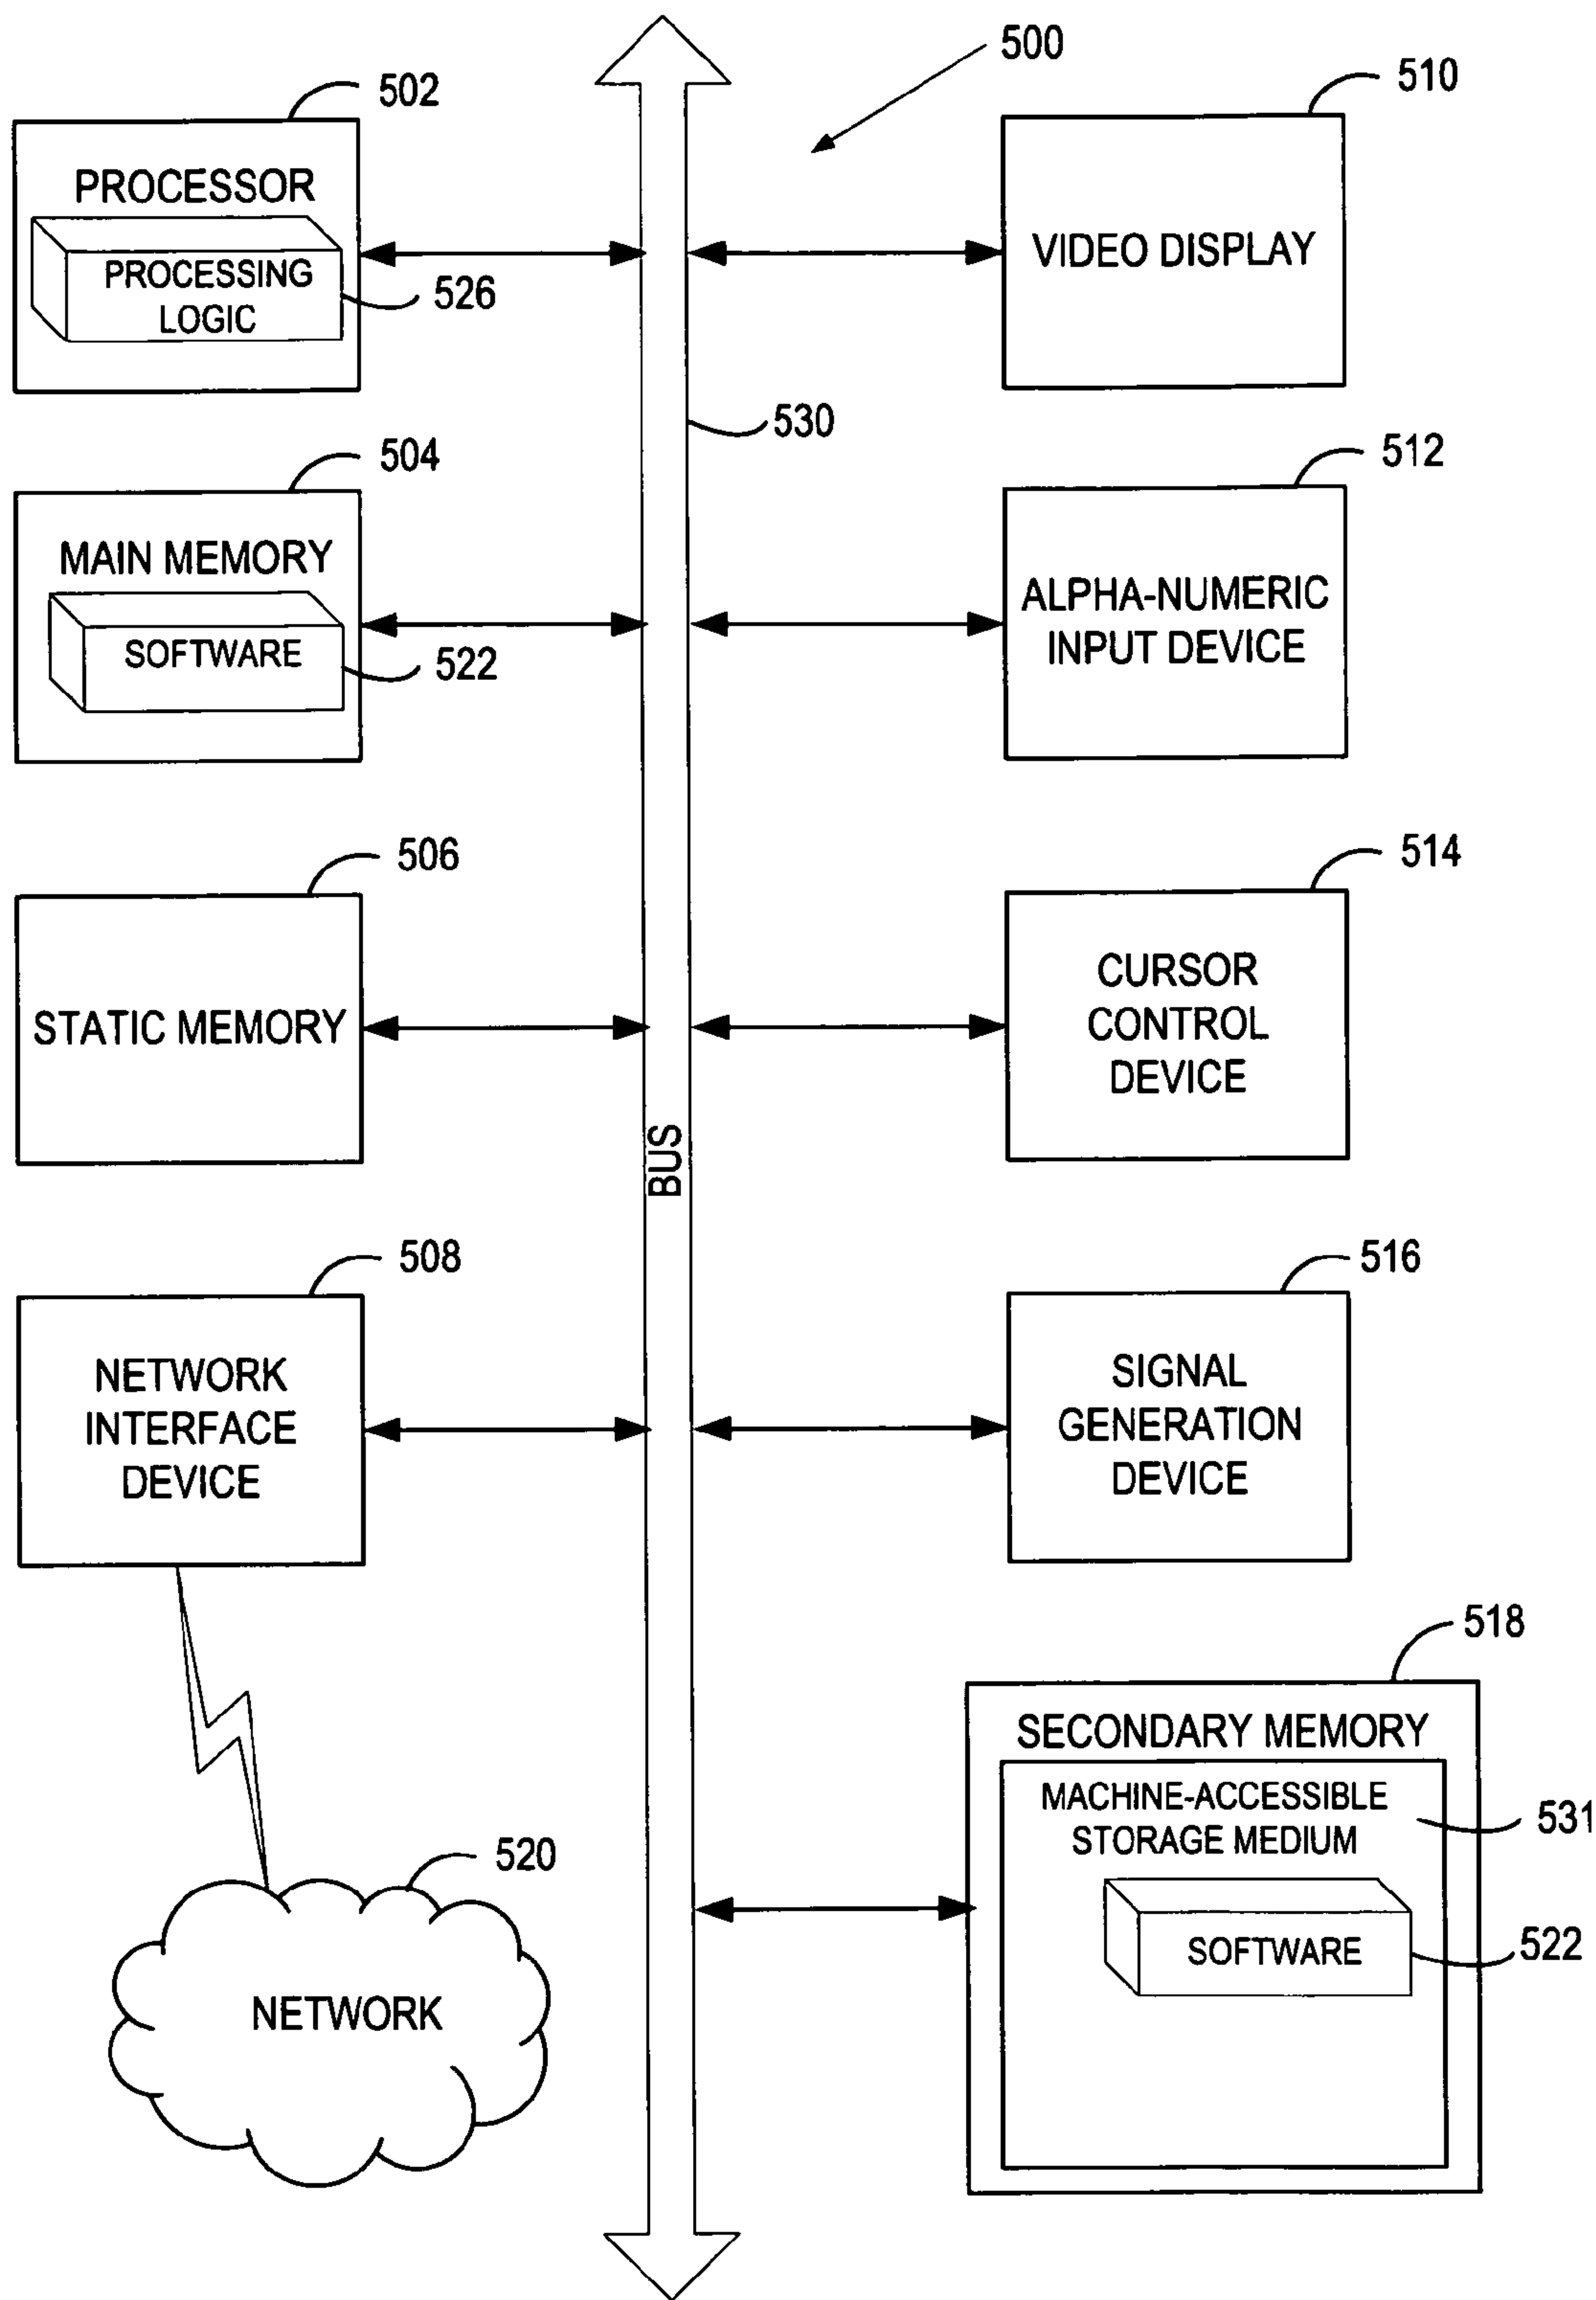 500
502
PROCESSOR
PROCESSING
LOGIC
526
510
VIDEO DISPLAY
530
504
MAIN MEMORY
SOFTWARE
522
512
ALPHA-NUMERIC
INPUT DEVICE
506
STATIC MEMORY
514
CURSOR
CONTROL
DEVICE
BUS
508
NETWORK
INTERFACE
DEVICE
516
SIGNAL
GENERATION
DEVICE
518
SECONDARY MEMORY
MACHINE-ACCESSIBLE
STORAGE MEDIUM
531
SOFTWARE
522
520
NETWORK